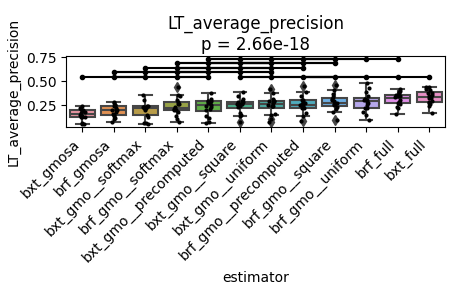 LT_average_precision
p = 2.66e-18
LT_average_precision
0.75
0.50
0.25
bxt_gmosa
brf_gmosa
bxt_gmo__softmax
brf_gmo__softmax
bxt_gmo__precomputed
bxt_gmo__square
bxt_gmo__uniform
brf_gmo__precomputed
brf_gmo__square
brf_gmo__uniform
brf_full
bxt_full
estimator